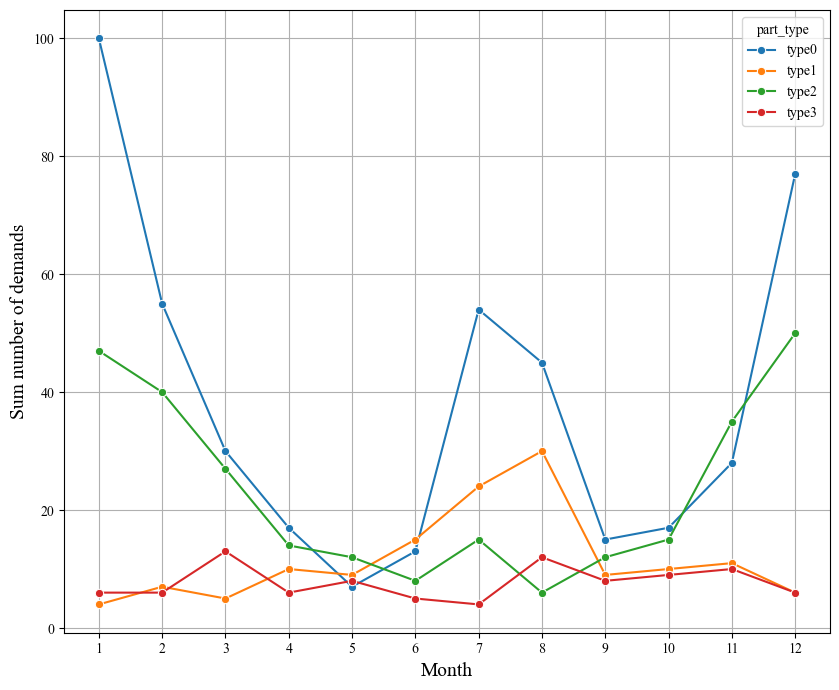 part_type
type0
type1
type2
type3
100
80
60
40
20
0
Sum number of demands
1 2 3 4 5 6 7 8 9 10 11 12
Month